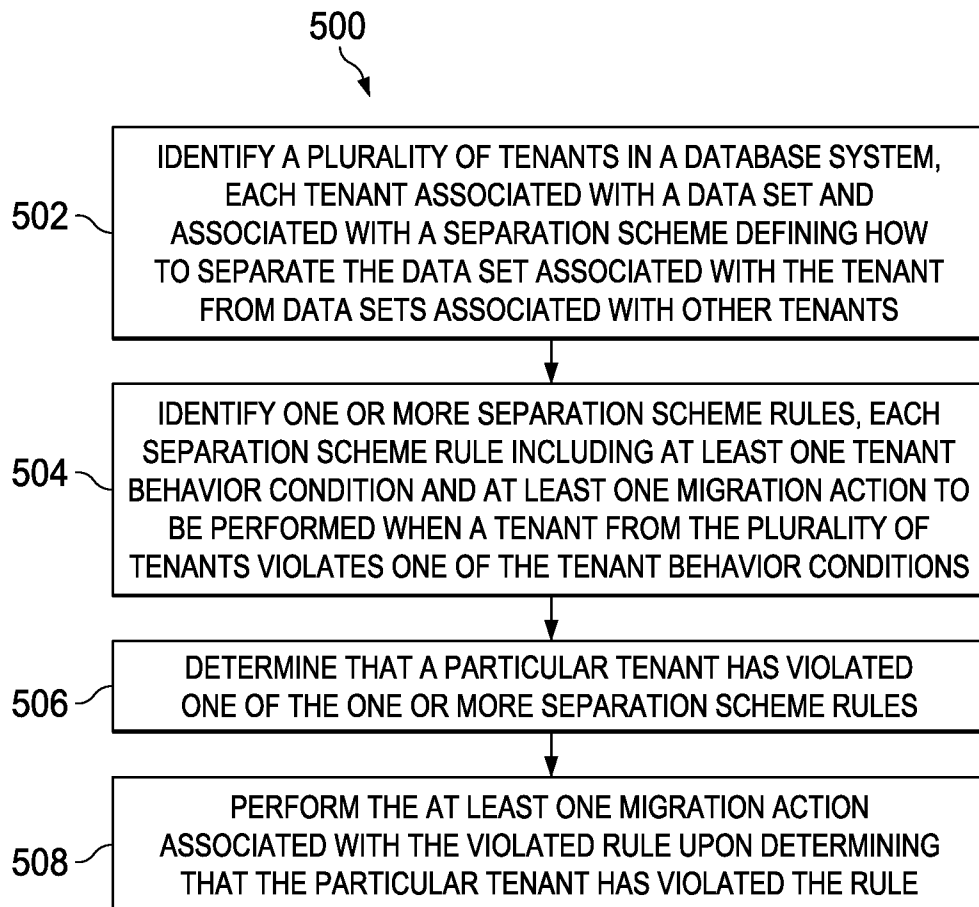 500
502
IDENTIFY A PLURALITY OF TENANTS IN A DATABASE SYSTEM,
EACH TENANT ASSOCIATED WITH A DATA SET AND
ASSOCIATED WITH A SEPARATION SCHEME DEFINING HOW
TO SEPARATE THE DATA SET ASSOCIATED WITH THE TENANT
FROM DATA SETS ASSOCIATED WITH OTHER TENANTS
504
IDENTIFY ONE OR MORE SEPARATION SCHEME RULES, EACH
SEPARATION SCHEME RULE INCLUDING AT LEAST ONE TENANT
BEHAVIOR CONDITION AND AT LEAST ONE MIGRATION ACTION TO
BE PERFORMED WHEN A TENANT FROM THE PLURALITY OF
TENANTS VIOLATES ONE OF THE TENANT BEHAVIOR CONDITIONS
506
DETERMINE THAT A PARTICULAR TENANT HAS VIOLATED
ONE OF THE ONE OR MORE SEPARATION SCHEME RULES
508
PERFORM THE AT LEAST ONE MIGRATION ACTION
ASSOCIATED WITH THE VIOLATED RULE UPON DETERMINING
THAT THE PARTICULAR TENANT HAS VIOLATED THE RULE